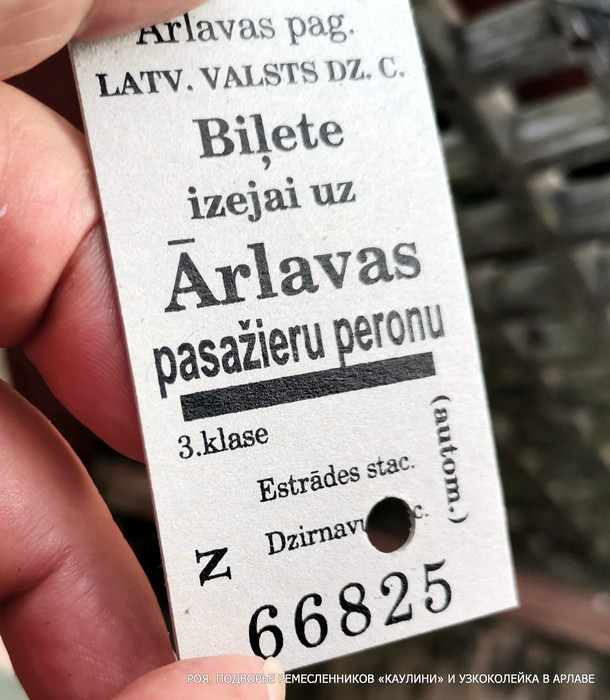 Ārlavas pag.
LATV. VALSTS DZ. C.
Biļete
izejai uz
Ārlavas
pasažieru peronu
3.klase
(autom.)
Estrādes stac.
Z
66825
РОЯ, ПОДВОРЬЕ РЕМЕСЛЕННИКОВ «КАУЛИНИ» И УЗКОКОЛЕЙКА В АРЛАВЕ